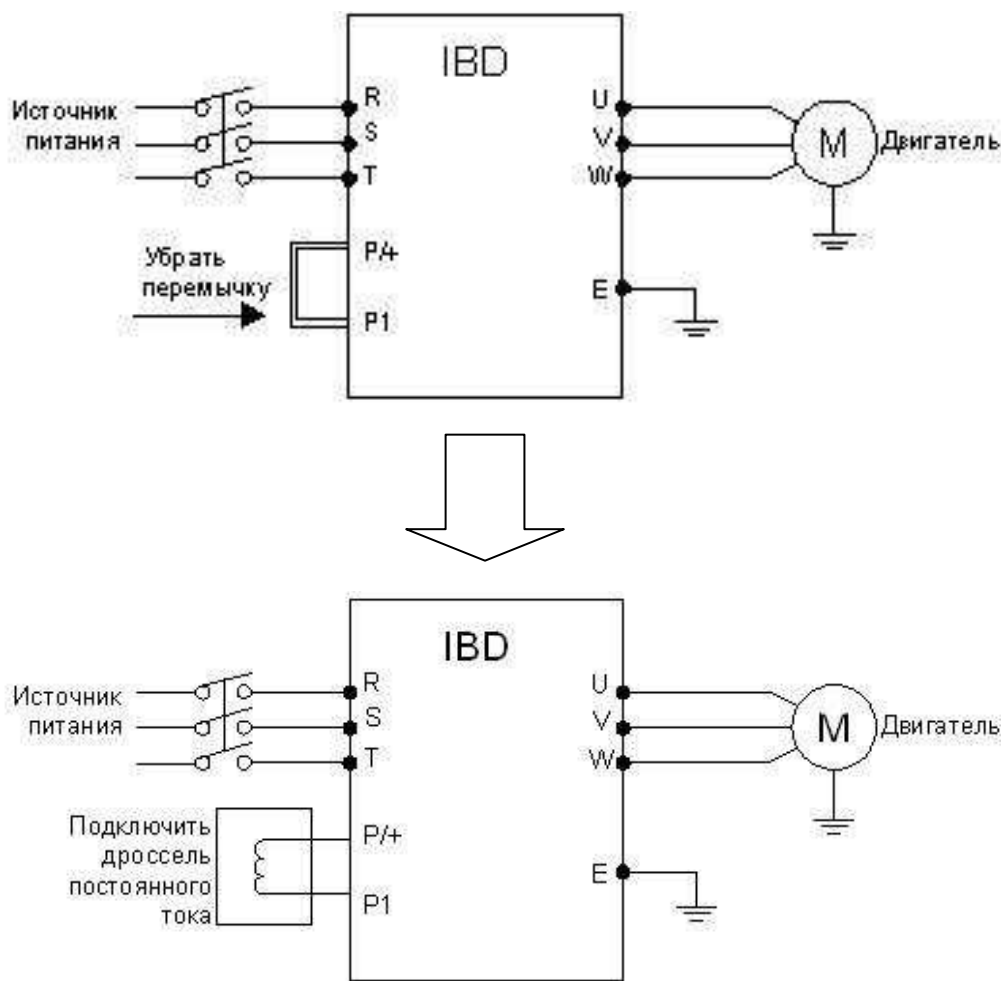 IBD
Источник
питания
R
S
T
U
V
W
M
Двигатель
Убрать
перемычку
P/+
P1
E
IBD
Источник
питания
R
S
T
U
V
W
M
Двигатель
Подключить
дроссель
постоянного
тока
P/+
P1
E